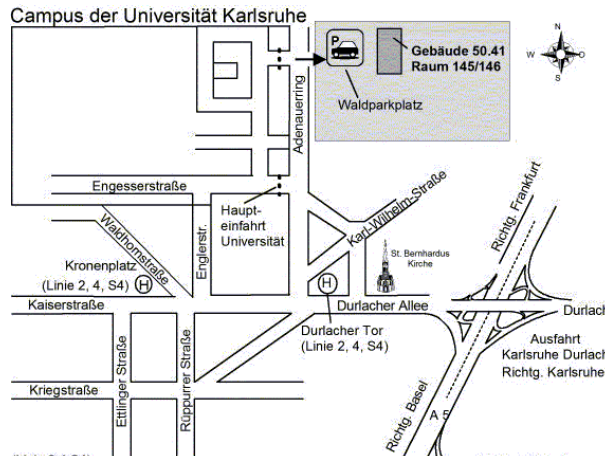 Campus der Universität Karlsruhe
N
W
O
S
P
Gebäude 50.41
Raum 145/146
Waldparkplatz
Adenauerring
Engesserstraße
Haupt-
einfahrt
Universität
Karl-Wilhelm-Straße
Richtg. Frankfurt
Waldhornstraße
Englerstr.
St. Bernhardus
Kirche
Kronenplatz
(Linie 2, 4, S4)
H
H
Kaiserstraße
Durlacher Allee
Durlach
Durlacher Tor
(Linie 2, 4, S4)
Ausfahrt
Karlsruhe Durlach
Richtg. Karlsruhe
Ettlinger Straße
Rüppurrer Straße
Kriegstraße
Richtg. Basel
A 5